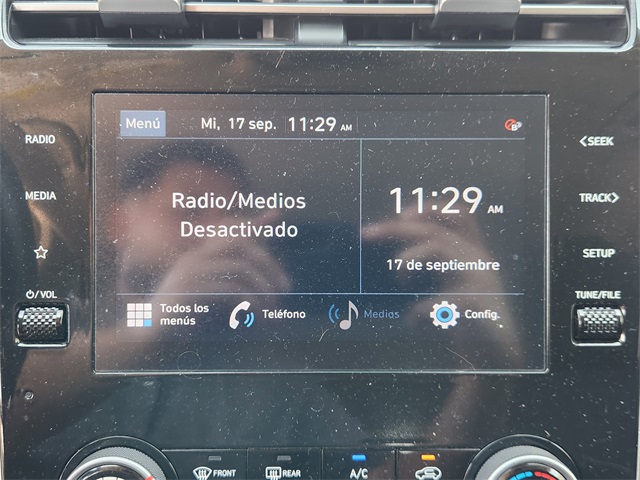 Menú Mi, 17 sep. 11:29 AM
RADIO
MEDIA
⏻/VOL
Radio/Medios
Desactivado
11:29 AM
17 de septiembre
Todos los
menús
Teléfono
Medios
Config.
<SEEK
TRACK>
SETUP
TUNE/FILE
FRONT
REAR
A/C